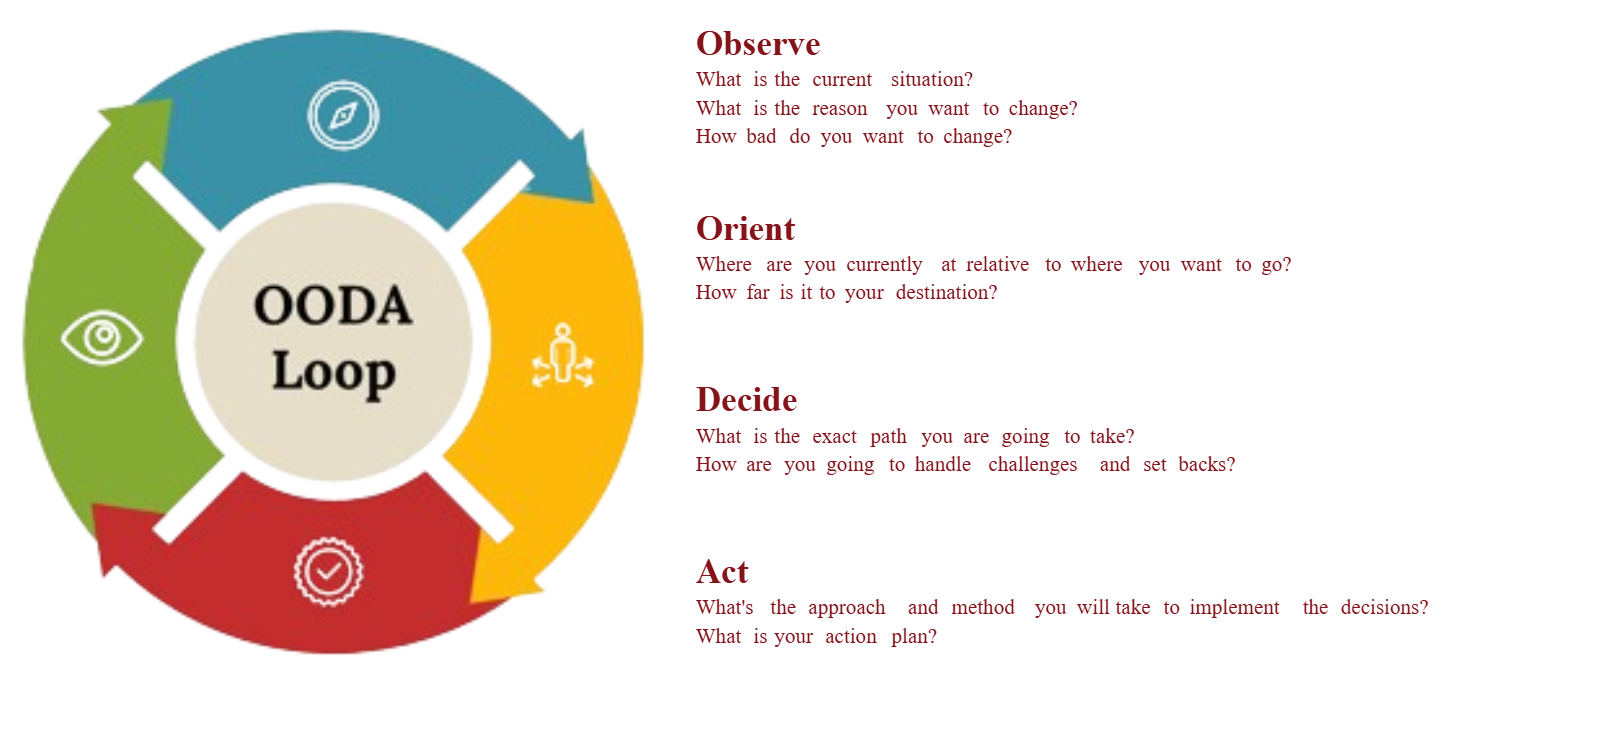 OODA
Loop
Observe
What is the current situation?
What is the reason you want to change?
How bad do you want to change?
Orient
Where are you currently at relative to where you want to go?
How far is it to your destination?
Decide
What is the exact path you are going to take?
How are you going to handle challenges and set backs?
Act
What's the approach and method you will take to implement the decisions?
What is your action plan?